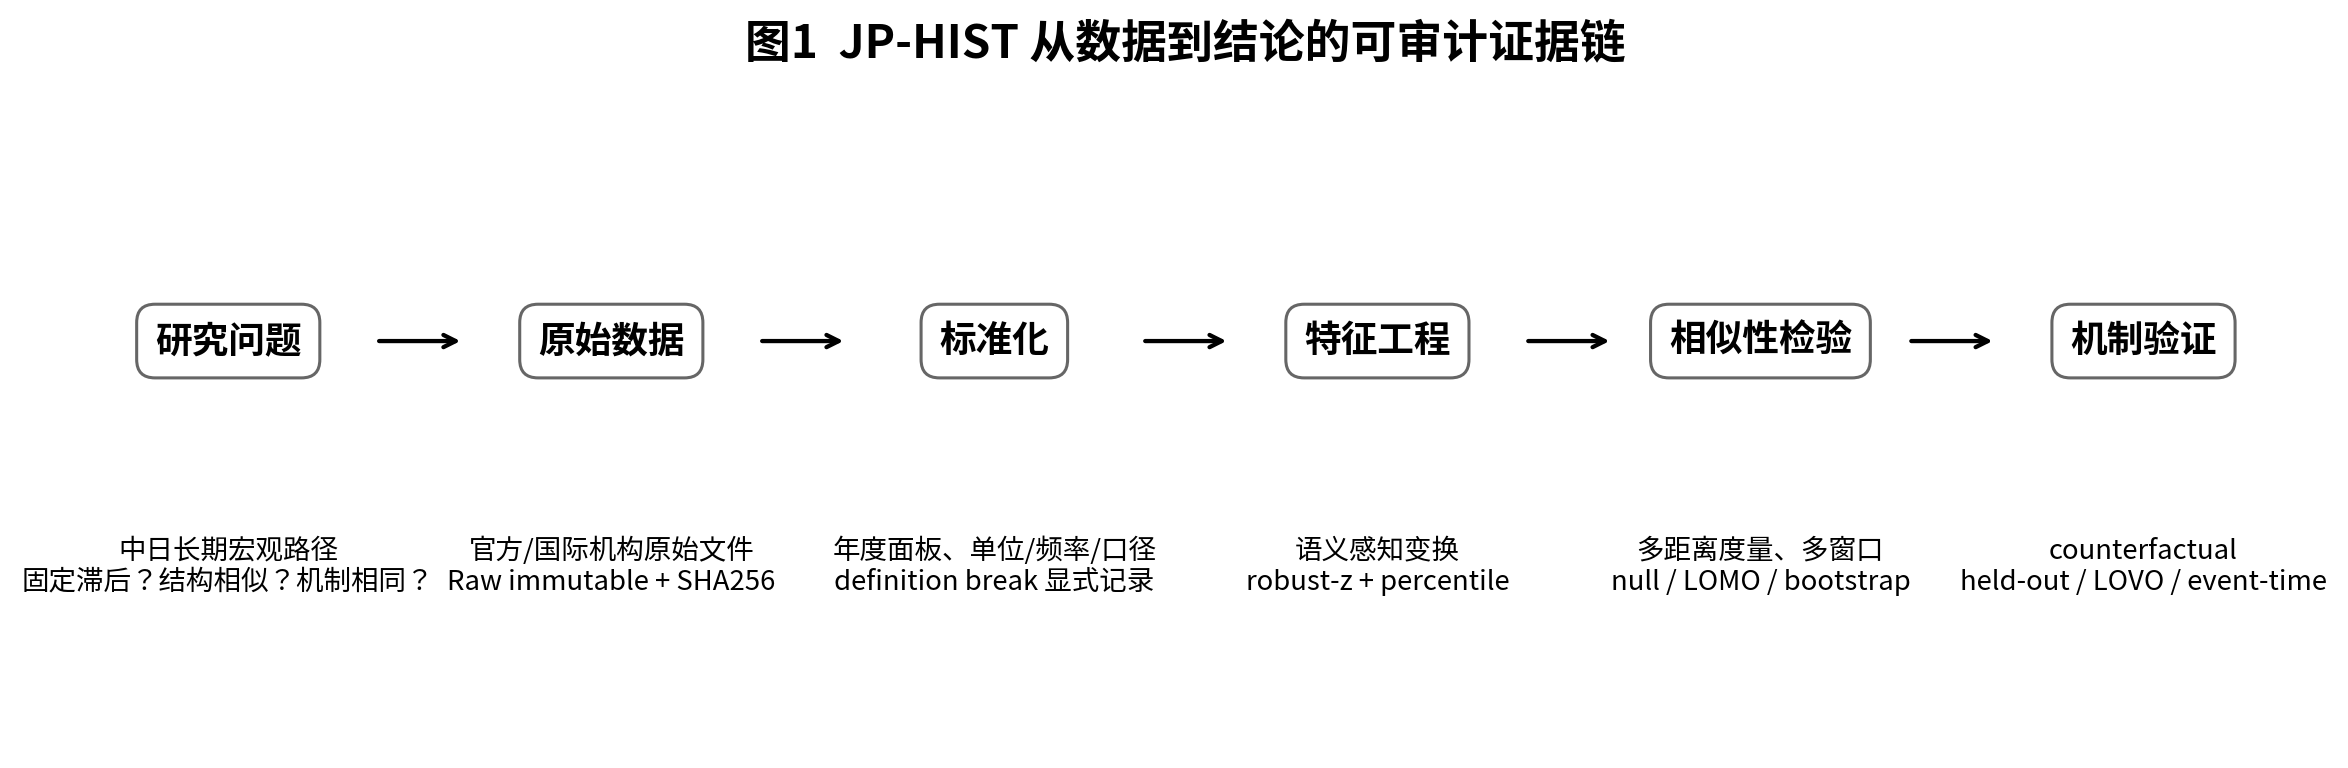 图1 JP-HIST 从数据到结论的可审计证据链
研究问题
原始数据
标准化
特征工程
相似性检验
机制验证
中日长期宏观路径
固定滞后？结构相似？机制相同？
官方/国际机构原始文件
Raw immutable + SHA256
年度面板、单位/频率/口径
definition break 显式记录
语义感知变换
robust-z + percentile
多距离度量、多窗口
null / LOMO / bootstrap
counterfactual
held-out / LOVO / event-time